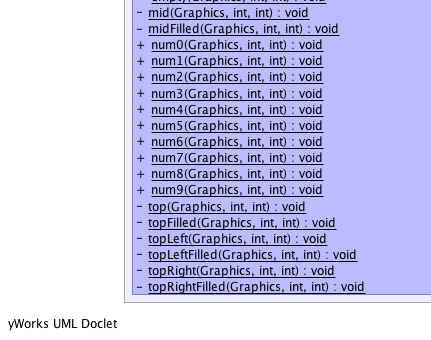 - empty(Graphics, int, int) : void
- mid(Graphics, int, int) : void
- midFilled(Graphics, int, int) : void
+ num0(Graphics, int, int) : void
+ num1(Graphics, int, int) : void
+ num2(Graphics, int, int) : void
+ num3(Graphics, int, int) : void
+ num4(Graphics, int, int) : void
+ num5(Graphics, int, int) : void
+ num6(Graphics, int, int) : void
+ num7(Graphics, int, int) : void
+ num8(Graphics, int, int) : void
+ num9(Graphics, int, int) : void
- top(Graphics, int, int) : void
- topFilled(Graphics, int, int) : void
- topLeft(Graphics, int, int) : void
- topLeftFilled(Graphics, int, int) : void
- topRight(Graphics, int, int) : void
- topRightFilled(Graphics, int, int) : void
yWorks UML Doclet